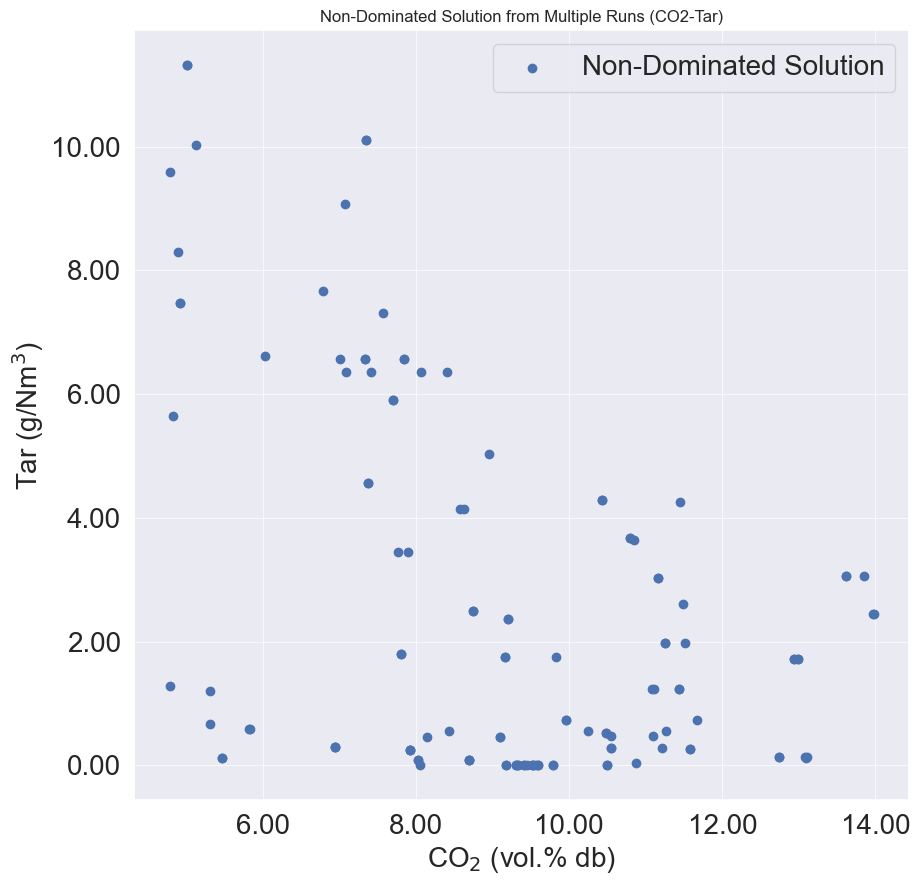 Non-Dominated Solution from Multiple Runs (CO2-Tar)
Non-Dominated Solution
10.00
8.00
6.00
4.00
2.00
0.00
Tar (g/Nm³)
6.00 8.00 10.00 12.00 14.00
CO₂ (vol.% db)